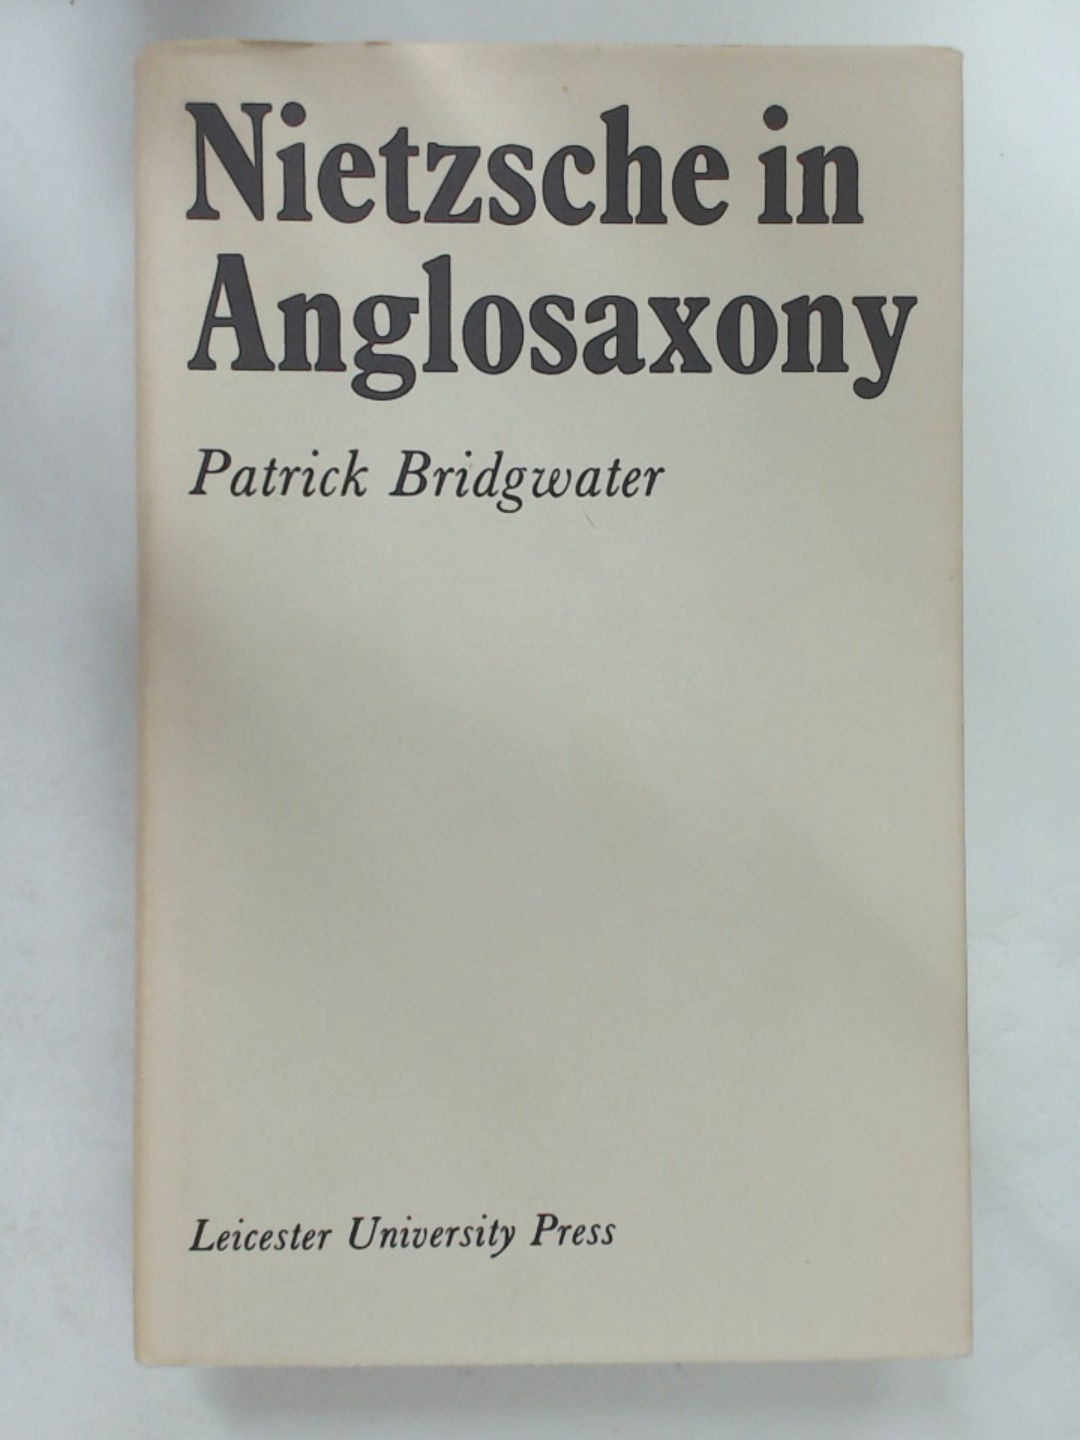 Nietzsche in
Anglosaxony
Patrick Bridgwater
Leicester University Press